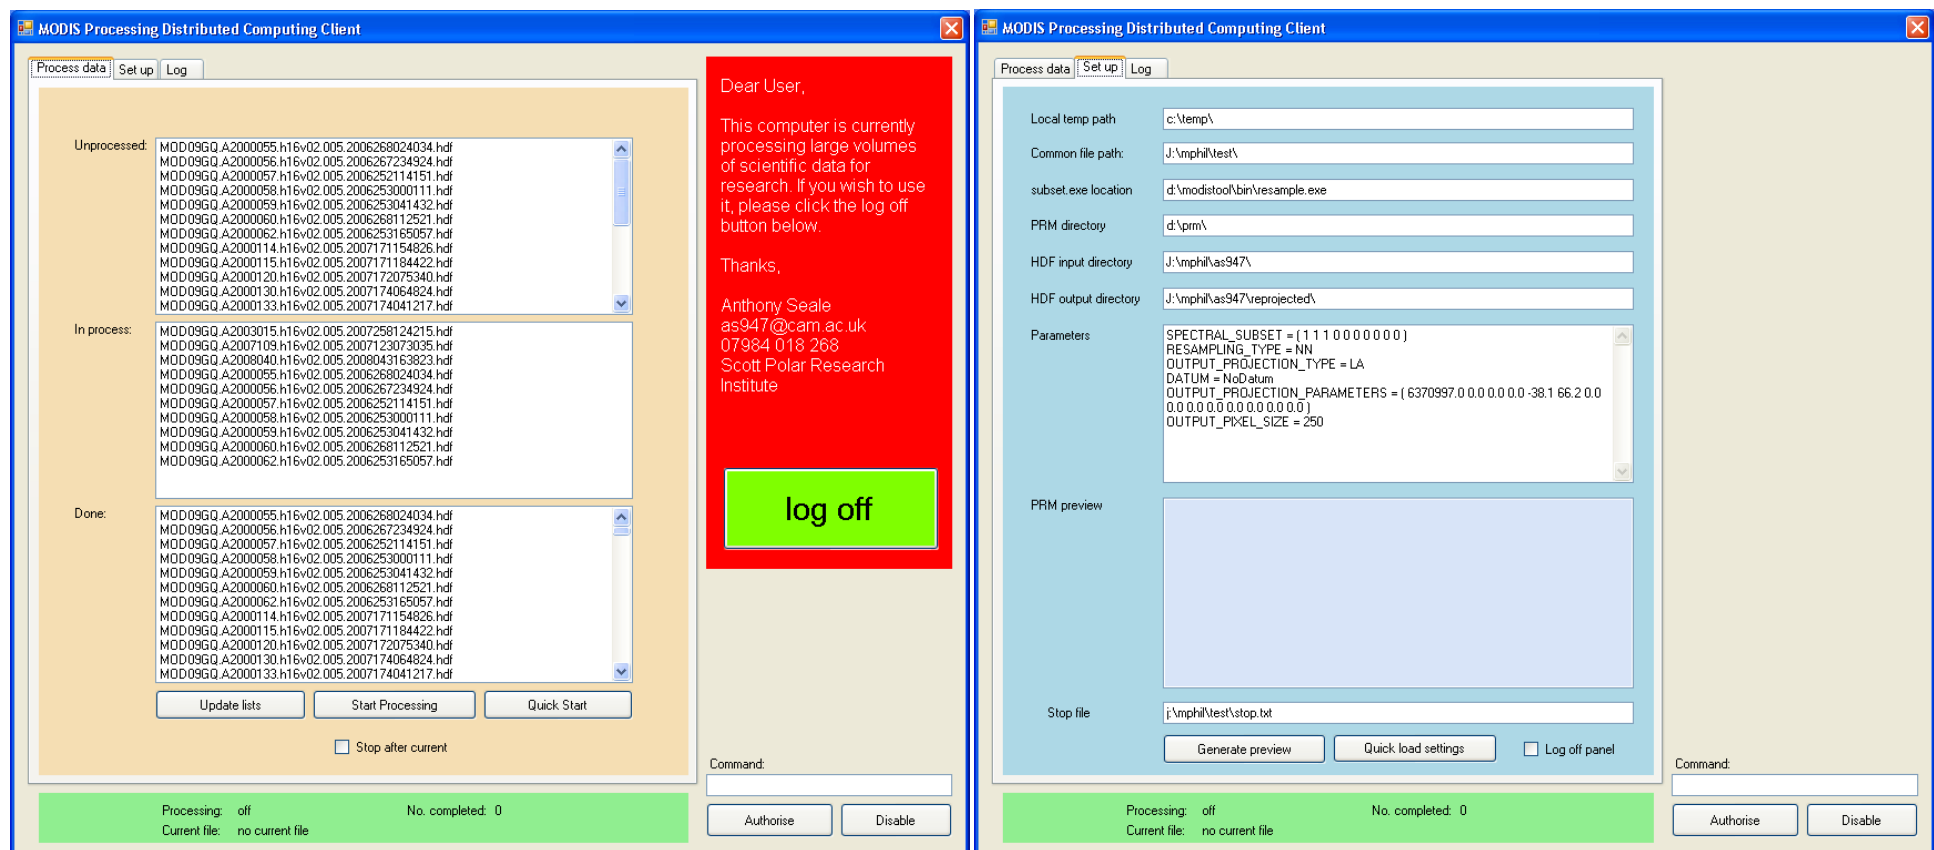 MODIS Processing Distributed Computing Client
Process data
Set up
Log
Unprocessed:
MOD09GQ.A2000055.h16v02.005.2006268024034.hdf
MOD09GQ.A2000056.h16v02.005.2006267234924.hdf
MOD09GQ.A2000057.h16v02.005.2006252114151.hdf
MOD09GQ.A2000058.h16v02.005.2006253000111.hdf
MOD09GQ.A2000059.h16v02.005.2006253041432.hdf
MOD09GQ.A2000060.h16v02.005.2006268112521.hdf
MOD09GQ.A2000062.h16v02.005.2006253165057.hdf
MOD09GQ.A2000114.h16v02.005.2007171154826.hdf
MOD09GQ.A2000115.h16v02.005.2007171184422.hdf
MOD09GQ.A2000120.h16v02.005.2007172075340.hdf
MOD09GQ.A2000130.h16v02.005.2007174064824.hdf
MOD09GQ.A2000133.h16v02.005.2007174041217.hdf
In process:
MOD09GQ.A2003015.h16v02.005.2007258124215.hdf
MOD09GQ.A2007109.h16v02.005.2007123073035.hdf
MOD09GQ.A2008040.h16v02.005.2008043163823.hdf
MOD09GQ.A2000055.h16v02.005.2006268024034.hdf
MOD09GQ.A2000056.h16v02.005.2006267234924.hdf
MOD09GQ.A2000057.h16v02.005.2006252114151.hdf
MOD09GQ.A2000058.h16v02.005.2006253000111.hdf
MOD09GQ.A2000059.h16v02.005.2006253041432.hdf
MOD09GQ.A2000060.h16v02.005.2006268112521.hdf
MOD09GQ.A2000062.h16v02.005.2006253165057.hdf
Done:
MOD09GQ.A2000055.h16v02.005.2006268024034.hdf
MOD09GQ.A2000056.h16v02.005.2006267234924.hdf
MOD09GQ.A2000057.h16v02.005.2006252114151.hdf
MOD09GQ.A2000058.h16v02.005.2006253000111.hdf
MOD09GQ.A2000059.h16v02.005.2006253041432.hdf
MOD09GQ.A2000060.h16v02.005.2006268112521.hdf
MOD09GQ.A2000062.h16v02.005.2006253165057.hdf
MOD09GQ.A2000114.h16v02.005.2007171154826.hdf
MOD09GQ.A2000115.h16v02.005.2007171184422.hdf
MOD09GQ.A2000120.h16v02.005.2007172075340.hdf
MOD09GQ.A2000130.h16v02.005.2007174064824.hdf
MOD09GQ.A2000133.h16v02.005.2007174041217.hdf
Update lists
Start Processing
Quick Start
Stop after current
Processing: off
No. completed: 0
Current file: no current file
Dear User,
This computer is currently
processing large volumes
of scientific data for
research. If you wish to use
it, please click the log off
button below.
Thanks,
Anthony Seale
as947@cam.ac.uk
07984 018 268
Scott Polar Research
Institute
log off
Command:
Authorise
Disable
MODIS Processing Distributed Computing Client
Process data
Set up
Log
Local temp path c:\temp\
Common file path: J:\mphil\test\
subset.exe location d:\modistool\bin\resample.exe
PRM directory d:\prm\
HDF input directory J:\mphil\as947\
HDF output directory J:\mphil\as947\reprojected\
Parameters
SPECTRAL_SUBSET = ( 1 1 1 0 0 0 0 0 0 0 )
RESAMPLING_TYPE = NN
OUTPUT_PROJECTION_TYPE = LA
DATUM = NoDatum
OUTPUT_PROJECTION_PARAMETERS = ( 6370997.0 0.0 0.0 0.0 -38.1 66.2 0.0
0.0 0.0 0.0 0.0 0.0 0.0 0.0 0.0 )
OUTPUT_PIXEL_SIZE = 250
PRM preview
Stop file j:\mphil\test\stop.txt
Generate preview
Quick load settings
Log off panel
Processing: off
No. completed: 0
Current file: no current file
Command:
Authorise
Disable